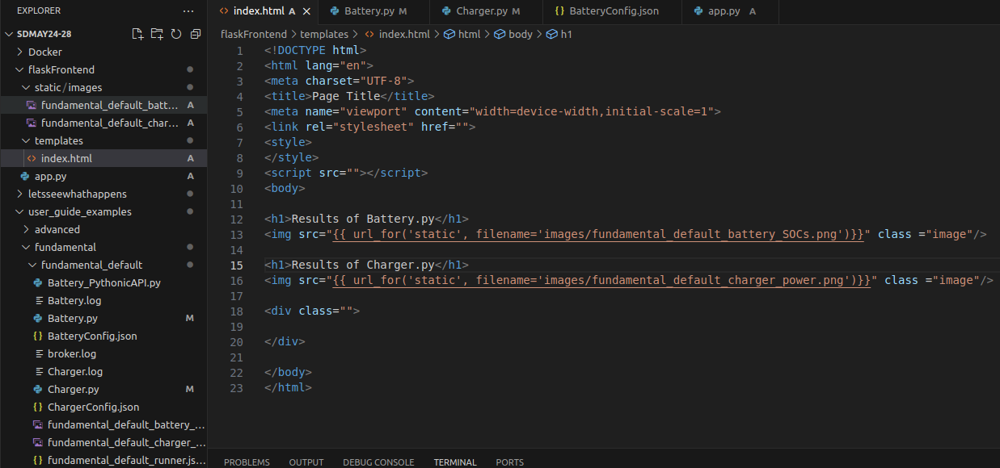 EXPLORER ...
SDMAY24-28
Docker
flaskFrontend
static/images
fundamental_default_batt... A
fundamental_default_char... A
templates
index.html A
app.py A
letsseewhathappens
user_guide_examples
advanced
fundamental
fundamental_default
Battery_PythonicAPI.py
Battery.log
Battery.py M
BatteryConfig.json
broker.log
Charger.log
Charger.py M
ChargerConfig.json
fundamental_default_battery_...
fundamental_default_charger_...
fundamental_default_runner.js...
index.html A Battery.py M Charger.py M BatteryConfig.json app.py A
flaskFrontend > templates > index.html > html > body > h1
1 <!DOCTYPE html>
2 <html lang="en">
3 <meta charset="UTF-8">
4 <title>Page Title</title>
5 <meta name="viewport" content="width=device-width,initial-scale=1">
6 <link rel="stylesheet" href="">
7 <style>
8 </style>
9 <script src=""></script>
10 <body>
11
12 <h1>Results of Battery.py</h1>
13 <img src="{{ url_for('static', filename='images/fundamental_default_battery_SOCs.png')}}" class ="image"/>
14
15 <h1>Results of Charger.py</h1>
16 <img src="{{ url_for('static', filename='images/fundamental_default_charger_power.png')}}" class ="image"/>
17
18 <div class="">
19
20 </div>
21
22 </body>
23 </html>
PROBLEMS OUTPUT DEBUG CONSOLE TERMINAL PORTS